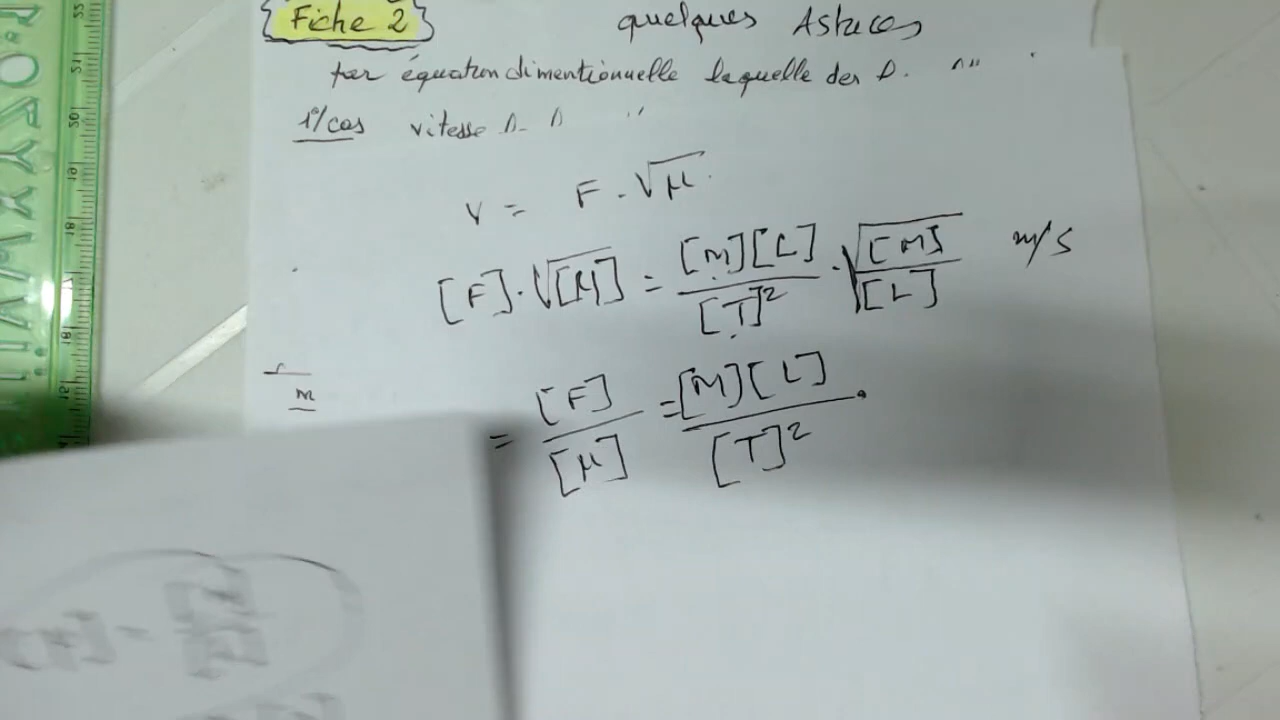 Fiche 2
quelques Astuces
par équation dimentionnelle laquelle des
1°/cas vitesse
v = F . √μ
[F].√[μ] = [M][L]/[T]² . √[M]/[L] m/s
m
= [F]/[μ] = [M][L]/[T]² .